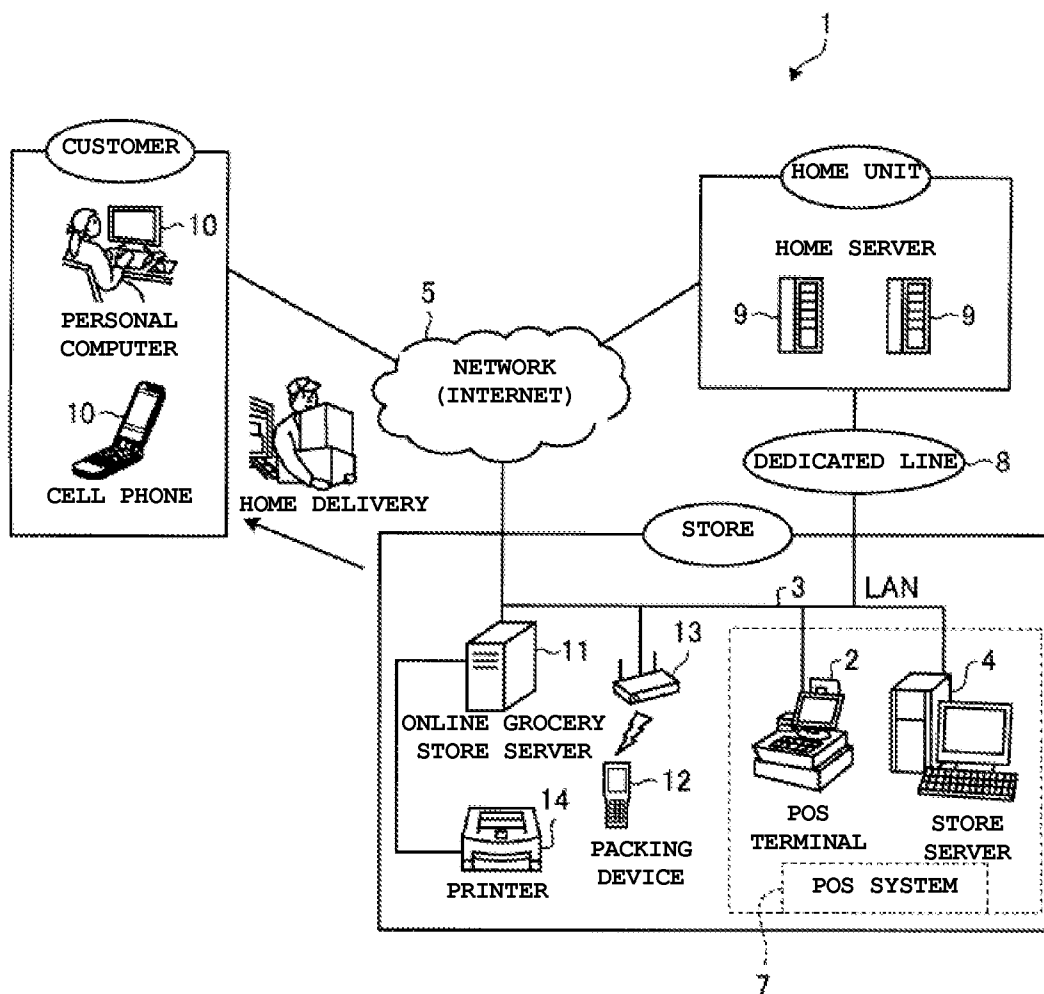 1
CUSTOMER
10
PERSONAL
COMPUTER
10
CELL PHONE
HOME UNIT
HOME SERVER
9
9
5
NETWORK
(INTERNET)
HOME DELIVERY
DEDICATED LINE
8
STORE
3
LAN
11
ONLINE GROCERY
STORE SERVER
13
12
PACKING
DEVICE
14
PRINTER
2
POS
TERMINAL
4
STORE
SERVER
POS SYSTEM
7